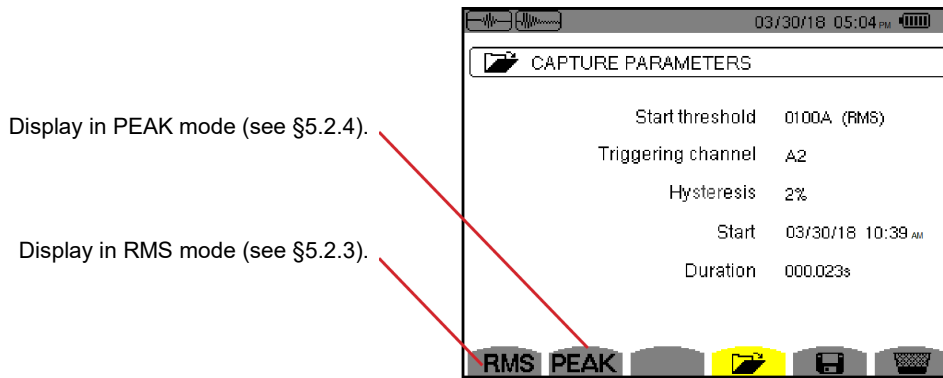 03/30/18 05:04 PM
CAPTURE PARAMETERS
Start threshold 0100A (RMS)
Triggering channel A2
Hysteresis 2%
Start 03/30/18 10:39 AM
Duration 000.023s
RMS PEAK
Display in PEAK mode (see §5.2.4).
Display in RMS mode (see §5.2.3).